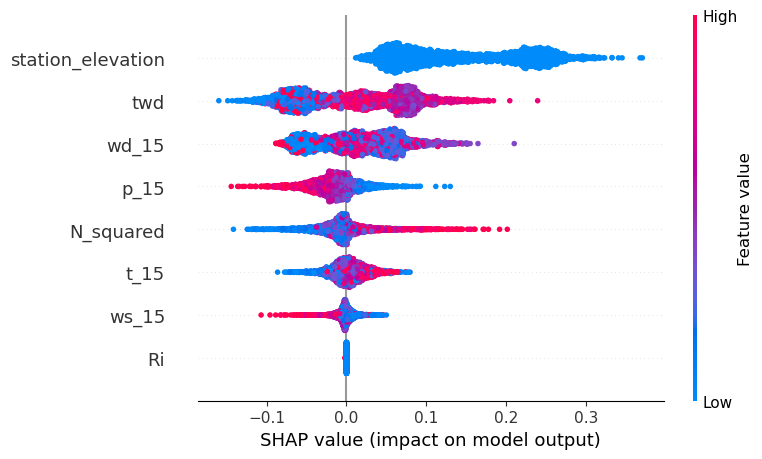 High
station_elevation
twd
wd_15
p_15
N_squared
t_15
ws_15
Ri
Feature value
Low
−0.1 0.0 0.1 0.2 0.3
SHAP value (impact on model output)